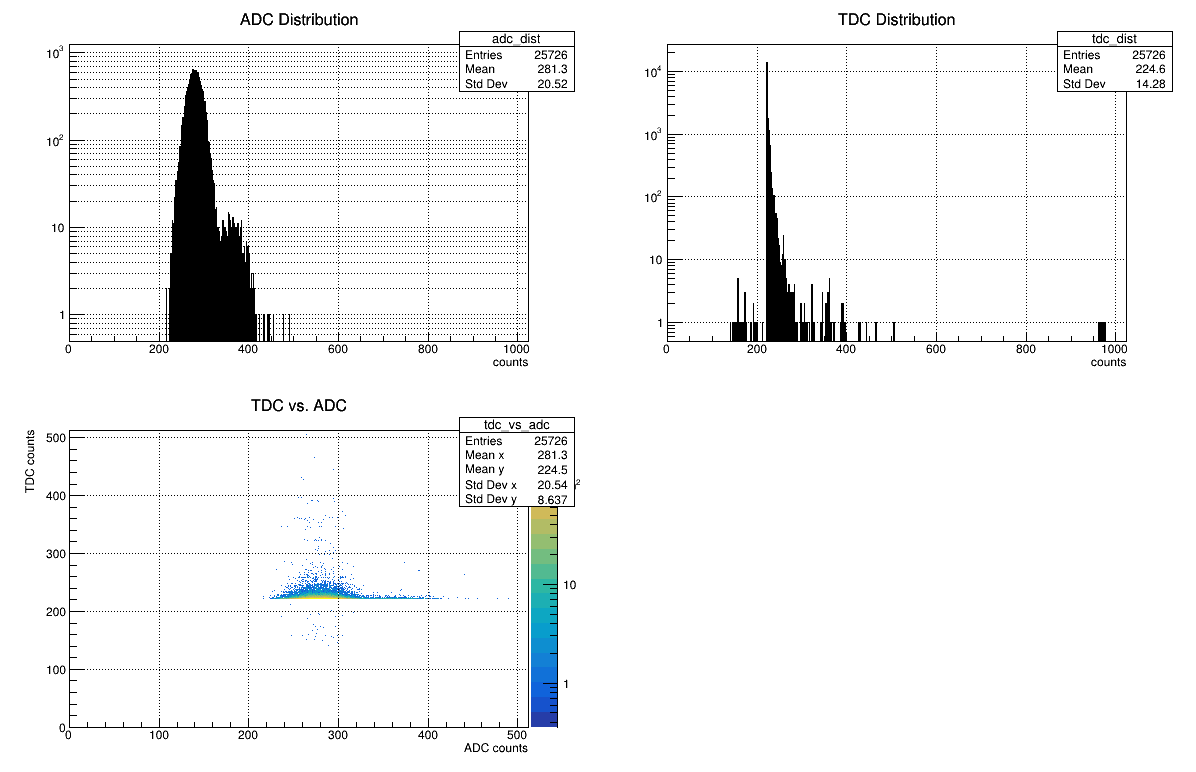 ADC Distribution
adc_dist
Entries 25726
Mean 281.3
Std Dev 20.52
10³
10²
10
1
0 200 400 600 800 1000
counts
TDC Distribution
tdc_dist
Entries 25726
Mean 224.6
Std Dev 14.28
10⁴
10³
10²
10
1
0 200 400 600 800 1000
counts
TDC vs. ADC
tdc_vs_adc
Entries 25726
Mean x 281.3
Mean y 224.5
Std Dev x 20.54
Std Dev y 8.637
TDC counts
500
400
300
200
100
0
0 100 200 300 400 500
ADC counts
2
10
1